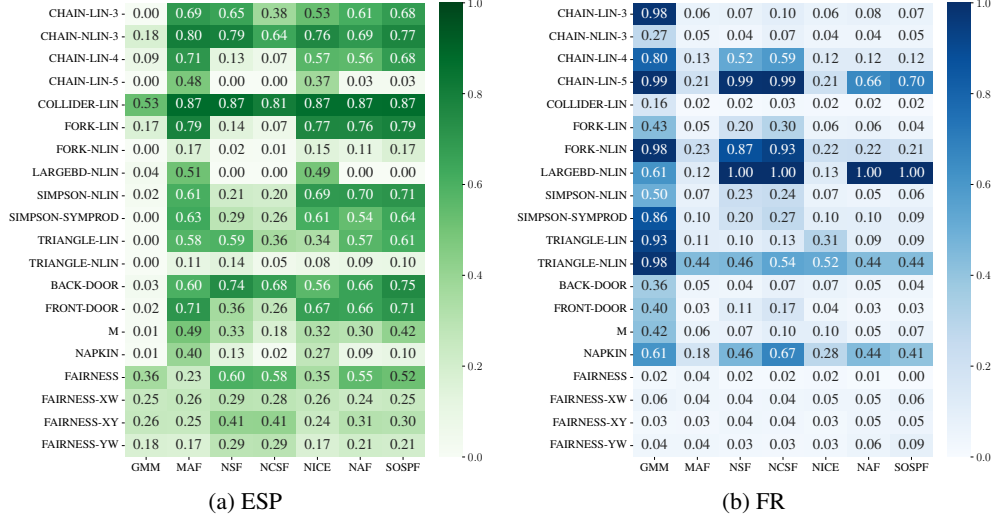 CHAIN-LIN-3 0.00 0.69 0.65 0.38 0.53 0.61 0.68
CHAIN-NLIN-3 0.18 0.80 0.79 0.64 0.76 0.69 0.77
CHAIN-LIN-4 0.09 0.71 0.13 0.07 0.57 0.56 0.68
CHAIN-LIN-5 0.00 0.48 0.00 0.00 0.37 0.03 0.03
COLLIDER-LIN 0.53 0.87 0.87 0.81 0.87 0.87 0.87
FORK-LIN 0.17 0.79 0.14 0.07 0.77 0.76 0.79
FORK-NLIN 0.00 0.17 0.02 0.01 0.15 0.11 0.17
LARGEBD-NLIN 0.04 0.51 0.00 0.00 0.49 0.00 0.00
SIMPSON-NLIN 0.02 0.61 0.21 0.20 0.69 0.70 0.71
SIMPSON-SYMPROD 0.00 0.63 0.29 0.26 0.61 0.54 0.64
TRIANGLE-LIN 0.00 0.58 0.59 0.36 0.34 0.57 0.61
TRIANGLE-NLIN 0.00 0.11 0.14 0.05 0.08 0.09 0.10
BACK-DOOR 0.03 0.60 0.74 0.68 0.56 0.66 0.75
FRONT-DOOR 0.02 0.71 0.36 0.26 0.67 0.66 0.71
M 0.01 0.49 0.33 0.18 0.32 0.30 0.42
NAPKIN 0.01 0.40 0.13 0.02 0.27 0.09 0.10
FAIRNESS 0.36 0.23 0.60 0.58 0.35 0.55 0.52
FAIRNESS-XW 0.25 0.26 0.29 0.28 0.26 0.24 0.25
FAIRNESS-XY 0.26 0.25 0.41 0.41 0.24 0.31 0.30
FAIRNESS-YW 0.18 0.17 0.29 0.29 0.17 0.21 0.21
GMM MAF NSF NCSF NICE NAF SOSPF
1.0
0.8
0.6
0.4
0.2
0.0
(a) ESP
CHAIN-LIN-3 0.98 0.06 0.07 0.10 0.06 0.08 0.07
CHAIN-NLIN-3 0.27 0.05 0.04 0.07 0.04 0.04 0.05
CHAIN-LIN-4 0.80 0.13 0.52 0.59 0.12 0.12 0.12
CHAIN-LIN-5 0.99 0.21 0.99 0.99 0.21 0.66 0.70
COLLIDER-LIN 0.16 0.02 0.02 0.03 0.02 0.02 0.02
FORK-LIN 0.43 0.05 0.20 0.30 0.06 0.06 0.04
FORK-NLIN 0.98 0.23 0.87 0.93 0.22 0.22 0.21
LARGEBD-NLIN 0.61 0.12 1.00 1.00 0.13 1.00 1.00
SIMPSON-NLIN 0.50 0.07 0.23 0.24 0.07 0.06 0.06
SIMPSON-SYMPROD 0.86 0.10 0.20 0.27 0.10 0.10 0.09
TRIANGLE-LIN 0.93 0.11 0.10 0.13 0.31 0.09 0.09
TRIANGLE-NLIN 0.98 0.44 0.46 0.54 0.52 0.44 0.44
BACK-DOOR 0.36 0.05 0.04 0.07 0.07 0.05 0.04
FRONT-DOOR 0.40 0.03 0.11 0.17 0.04 0.03 0.03
M 0.42 0.06 0.07 0.10 0.10 0.05 0.07
NAPKIN 0.61 0.18 0.46 0.67 0.28 0.44 0.41
FAIRNESS 0.02 0.04 0.02 0.02 0.02 0.01 0.00
FAIRNESS-XW 0.06 0.04 0.04 0.04 0.05 0.05 0.06
FAIRNESS-XY 0.03 0.03 0.04 0.04 0.03 0.05 0.05
FAIRNESS-YW 0.04 0.04 0.03 0.03 0.03 0.06 0.09
GMM MAF NSF NCSF NICE NAF SOSPF
1.0
0.8
0.6
0.4
0.2
0.0
(b) FR